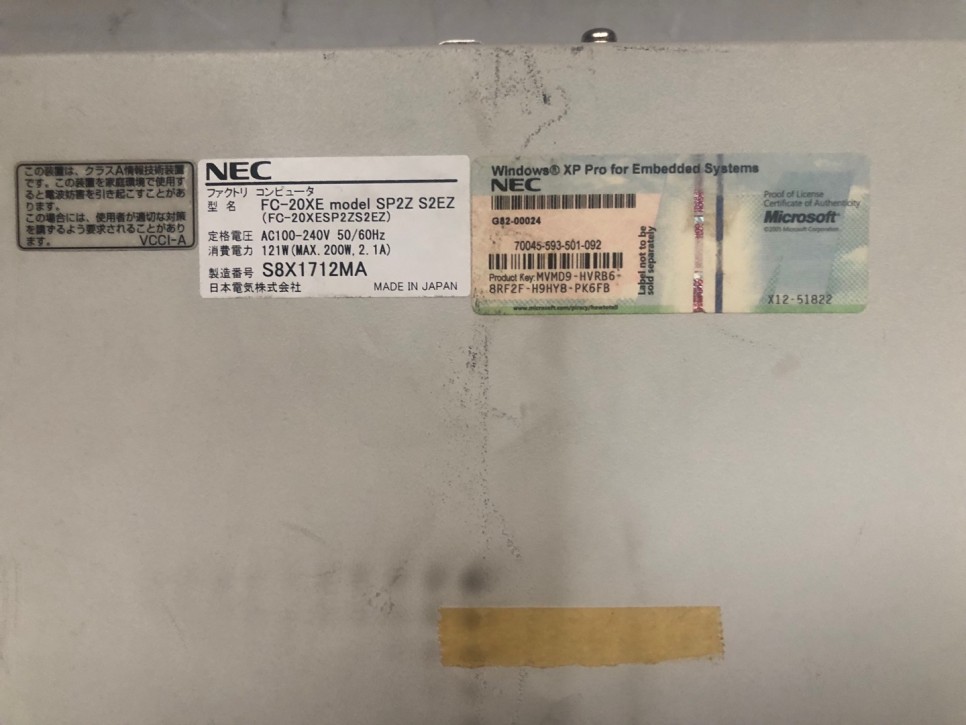 この装置は、クラスA情報技術装置
です。この装置を家庭環境で使用す
ると電波妨害を引き起こすことがあ
ります。
この場合には、使用者が適切な対策
を講ずるよう要求されることがあり
ます。
VCCI-A
NEC
ファクトリ コンピュータ
型 名 FC-20XE model SP2Z S2EZ
(FC-20XESP2ZS2EZ)
定格電圧 AC100-240V 50/60Hz
消費電力 121W(MAX. 200W, 2.1A)
製造番号 S8X1712MA
日本電気株式会社 MADE IN JAPAN
Windows® XP Pro for Embedded Systems
NEC
G82-00024
70045-593-501-092
Product Key: MVMD9-HVRB6-
8RF2F-H9HY8-PK6FB
www.microsoft.com/piracy/howtotell
Label not to be
sold separately
Proof of License
Certificate of Authenticity
Microsoft®
©2005 Microsoft Corporation
X12-51822